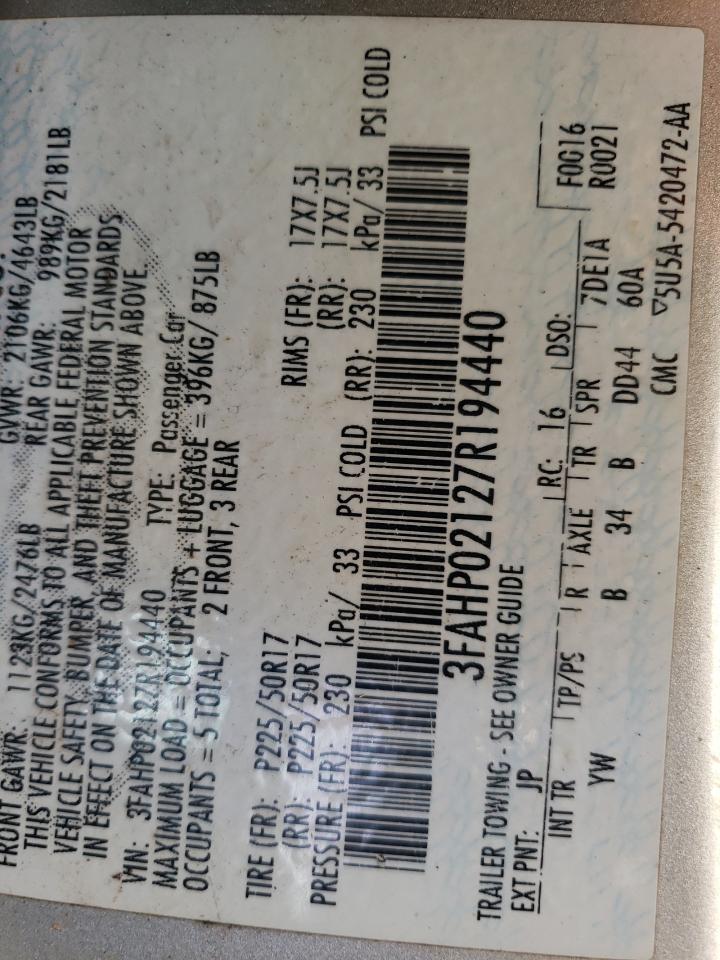 GVWR: 2106KG/4643LB
FRONT GAWR: 1123KG/2476LB REAR GAWR: 989KG/2181LB
THIS VEHICLE CONFORMS TO ALL APPLICABLE FEDERAL MOTOR
VEHICLE SAFETY, BUMPER, AND THEFT PREVENTION STANDARDS
IN EFFECT ON THE DATE OF MANUFACTURE SHOWN ABOVE.
VIN: 3FAHP02127R194440 TYPE: Passenger Car
MAXIMUM LOAD = OCCUPANTS + LUGGAGE = 396KG/ 875LB
OCCUPANTS = 5 TOTAL, 2 FRONT, 3 REAR
TIRE (FR): P225/50R17 RIMS (FR): 17X7.5J
(RR): P225/50R17 (RR): 17X7.5J
PRESSURE (FR): 230 kPa/ 33 PSI COLD (RR): 230 kPa/ 33 PSI COLD
3FAHP02127R194440
TRAILER TOWING - SEE OWNER GUIDE
EXT PNT: JP RC: 16 DSO: F0G16
INT TR TP/PS R AXLE TR SPR R0021
YW B 34 B DD44 7DE1A 60A
CMC ▽5U5A-5420472-AA